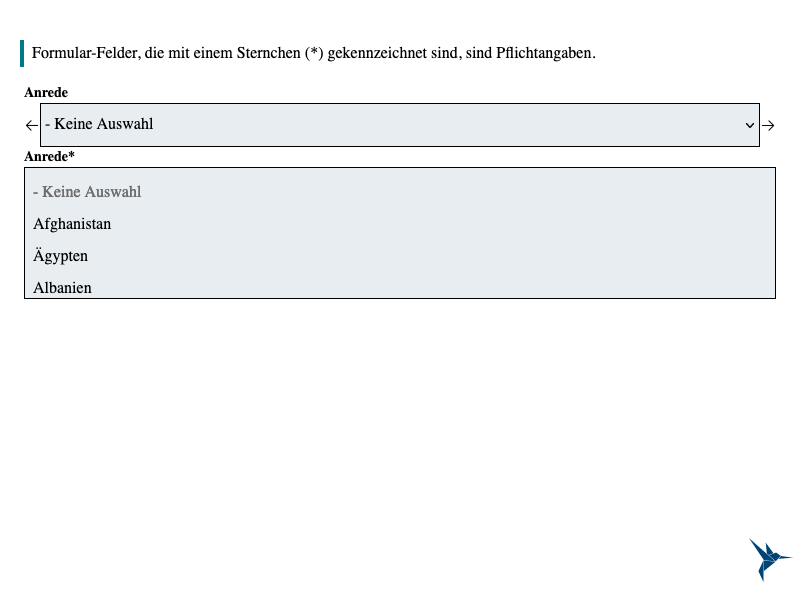 Formular-Felder, die mit einem Sternchen (*) gekennzeichnet sind, sind Pflichtangaben.
Anrede
- Keine Auswahl
Anrede*
- Keine Auswahl
Afghanistan
Ägypten
Albanien